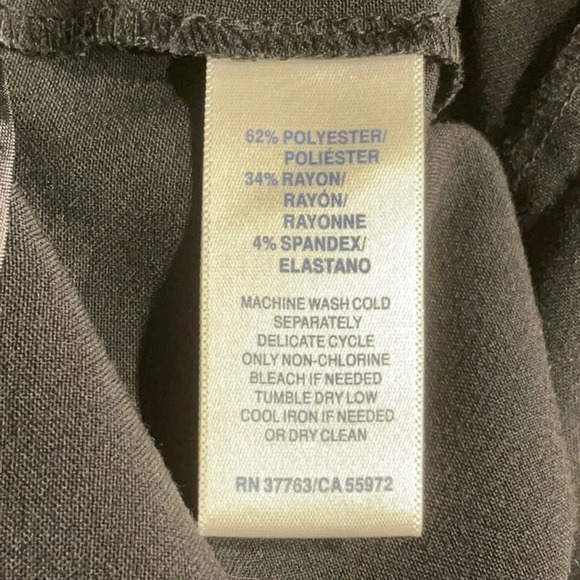 62% POLYESTER/
POLIÉSTER
34% RAYON/
RAYÓN/
RAYONNE
4% SPANDEX/
ELASTANO
MACHINE WASH COLD
SEPARATELY
DELICATE CYCLE
ONLY NON-CHLORINE
BLEACH IF NEEDED
TUMBLE DRY LOW
COOL IRON IF NEEDED
OR DRY CLEAN
RN 37763/CA 55972